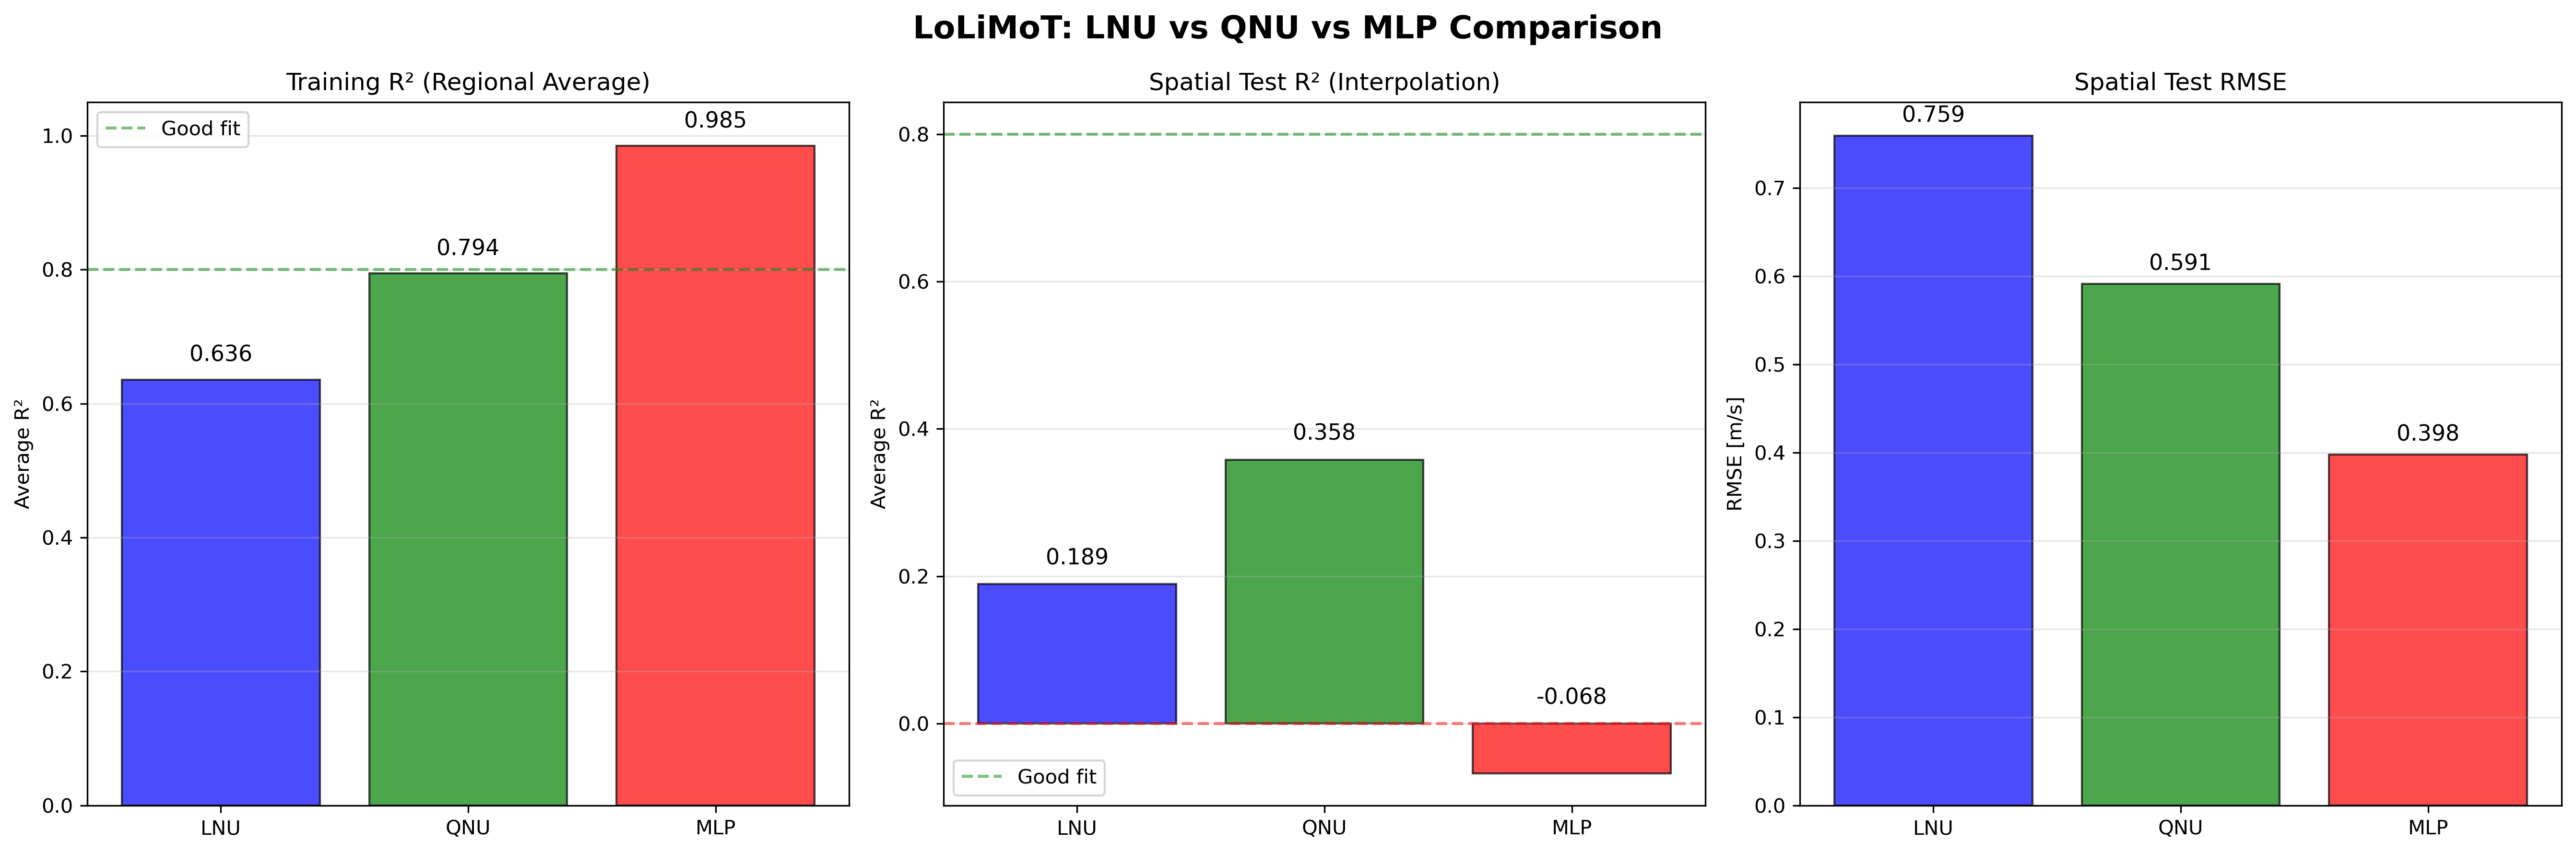 LoLiMoT: LNU vs QNU vs MLP Comparison
Training R² (Regional Average)
Good fit
0.985
0.794
0.636
Average R²
1.0
0.8
0.6
0.4
0.2
0.0
LNU
QNU
MLP
Spatial Test R² (Interpolation)
0.358
0.189
-0.068
Good fit
Average R²
0.8
0.6
0.4
0.2
0.0
LNU
QNU
MLP
Spatial Test RMSE
0.759
0.591
0.398
RMSE [m/s]
0.7
0.6
0.5
0.4
0.3
0.2
0.1
0.0
LNU
QNU
MLP